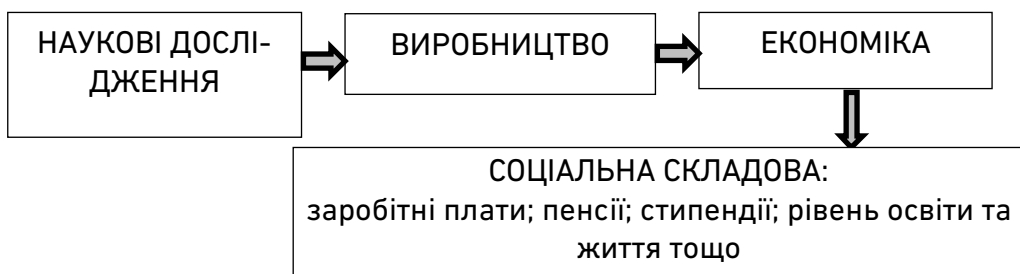 НАУКОВІ ДОСЛІ-
ДЖЕННЯ
ВИРОБНИЦТВО
ЕКОНОМІКА
СОЦІАЛЬНА СКЛАДОВА:
заробітні плати; пенсії; стипендії; рівень освіти та
життя тощо